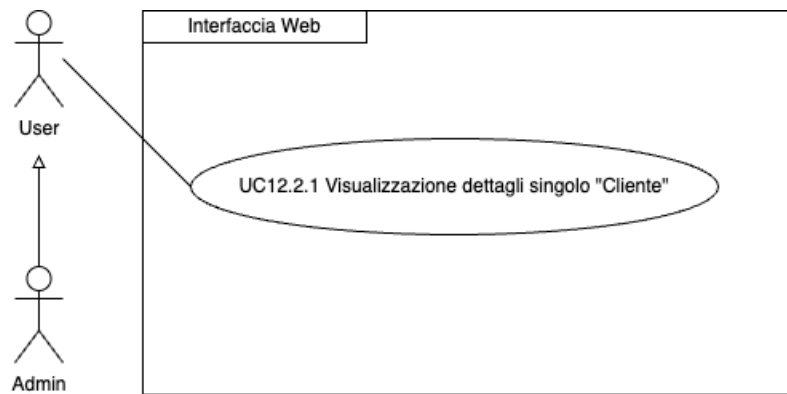 Interfaccia Web
User
UC12.2.1 Visualizzazione dettagli singolo "Cliente"
Admin